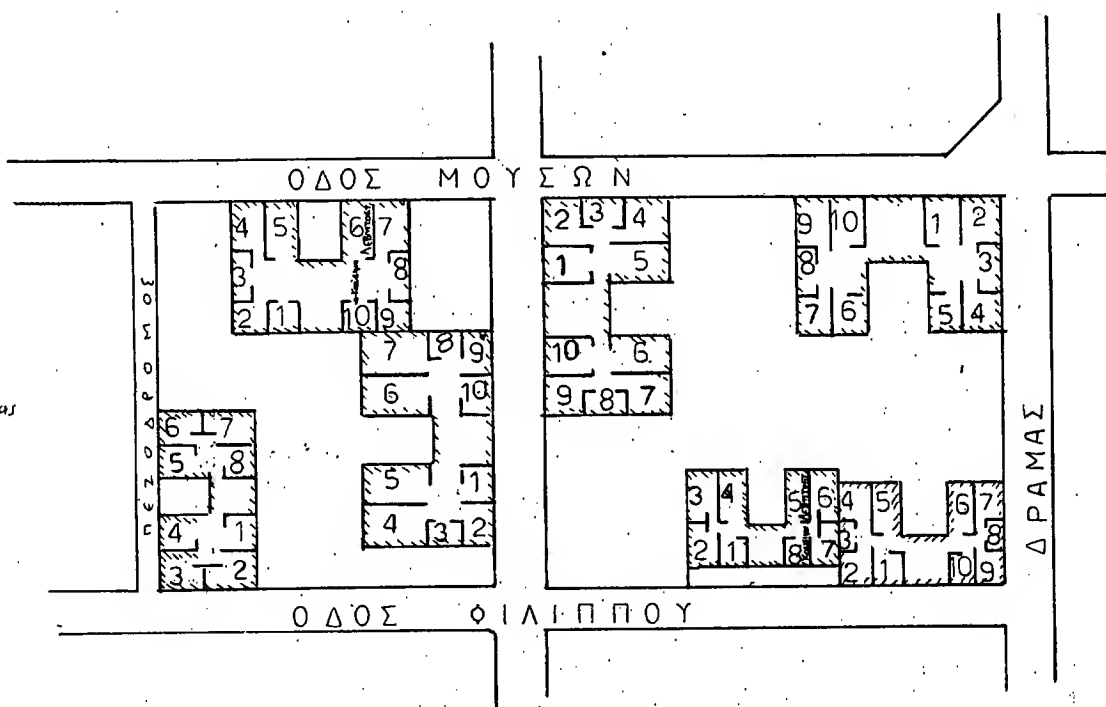 ΟΔΟΣ ΜΟΥΣΩΝ
4 5 6 7
3 8
2 1 10 9
7 8 9
6 10
5 1
4 3 2
6 7
5 8
4 1
3 2
2 3 4
1 5
10 6
9 8 7
9 10 1 2
8 3
7 6 5 4
3 4 5 6
2 1 8 7
4 5 6 7
3 8
2 1 10 9
ΠΕΖΟΔΡΟΜΟΣ
ΔΡΑΜΑΣ
ΟΔΟΣ ΦΙΛΙΠΠΟΥ